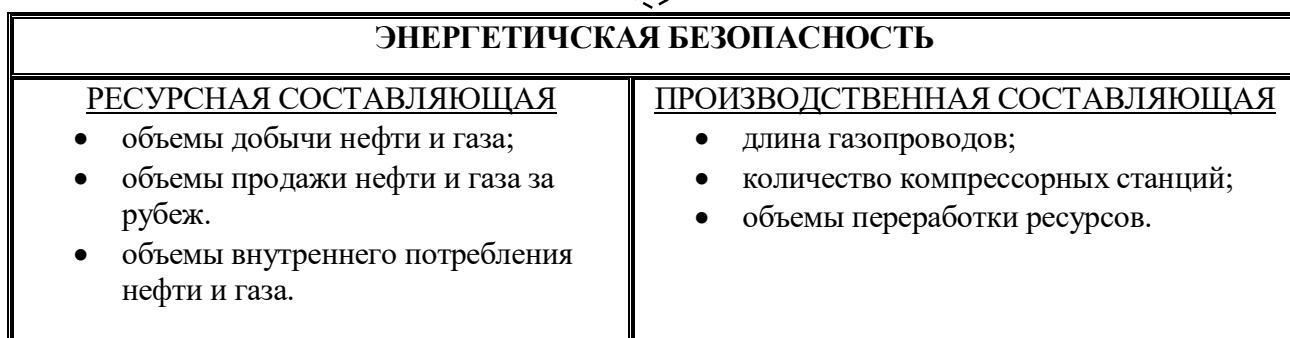 ЭНЕРГЕТИЧСКАЯ БЕЗОПАСНОСТЬ
РЕСУРСНАЯ СОСТАВЛЯЮЩАЯ
• объемы добычи нефти и газа;
• объемы продажи нефти и газа за
рубеж.
• объемы внутреннего потребления
нефти и газа.
ПРОИЗВОДСТВЕННАЯ СОСТАВЛЯЮЩАЯ
• длина газопроводов;
• количество компрессорных станций;
• объемы переработки ресурсов.